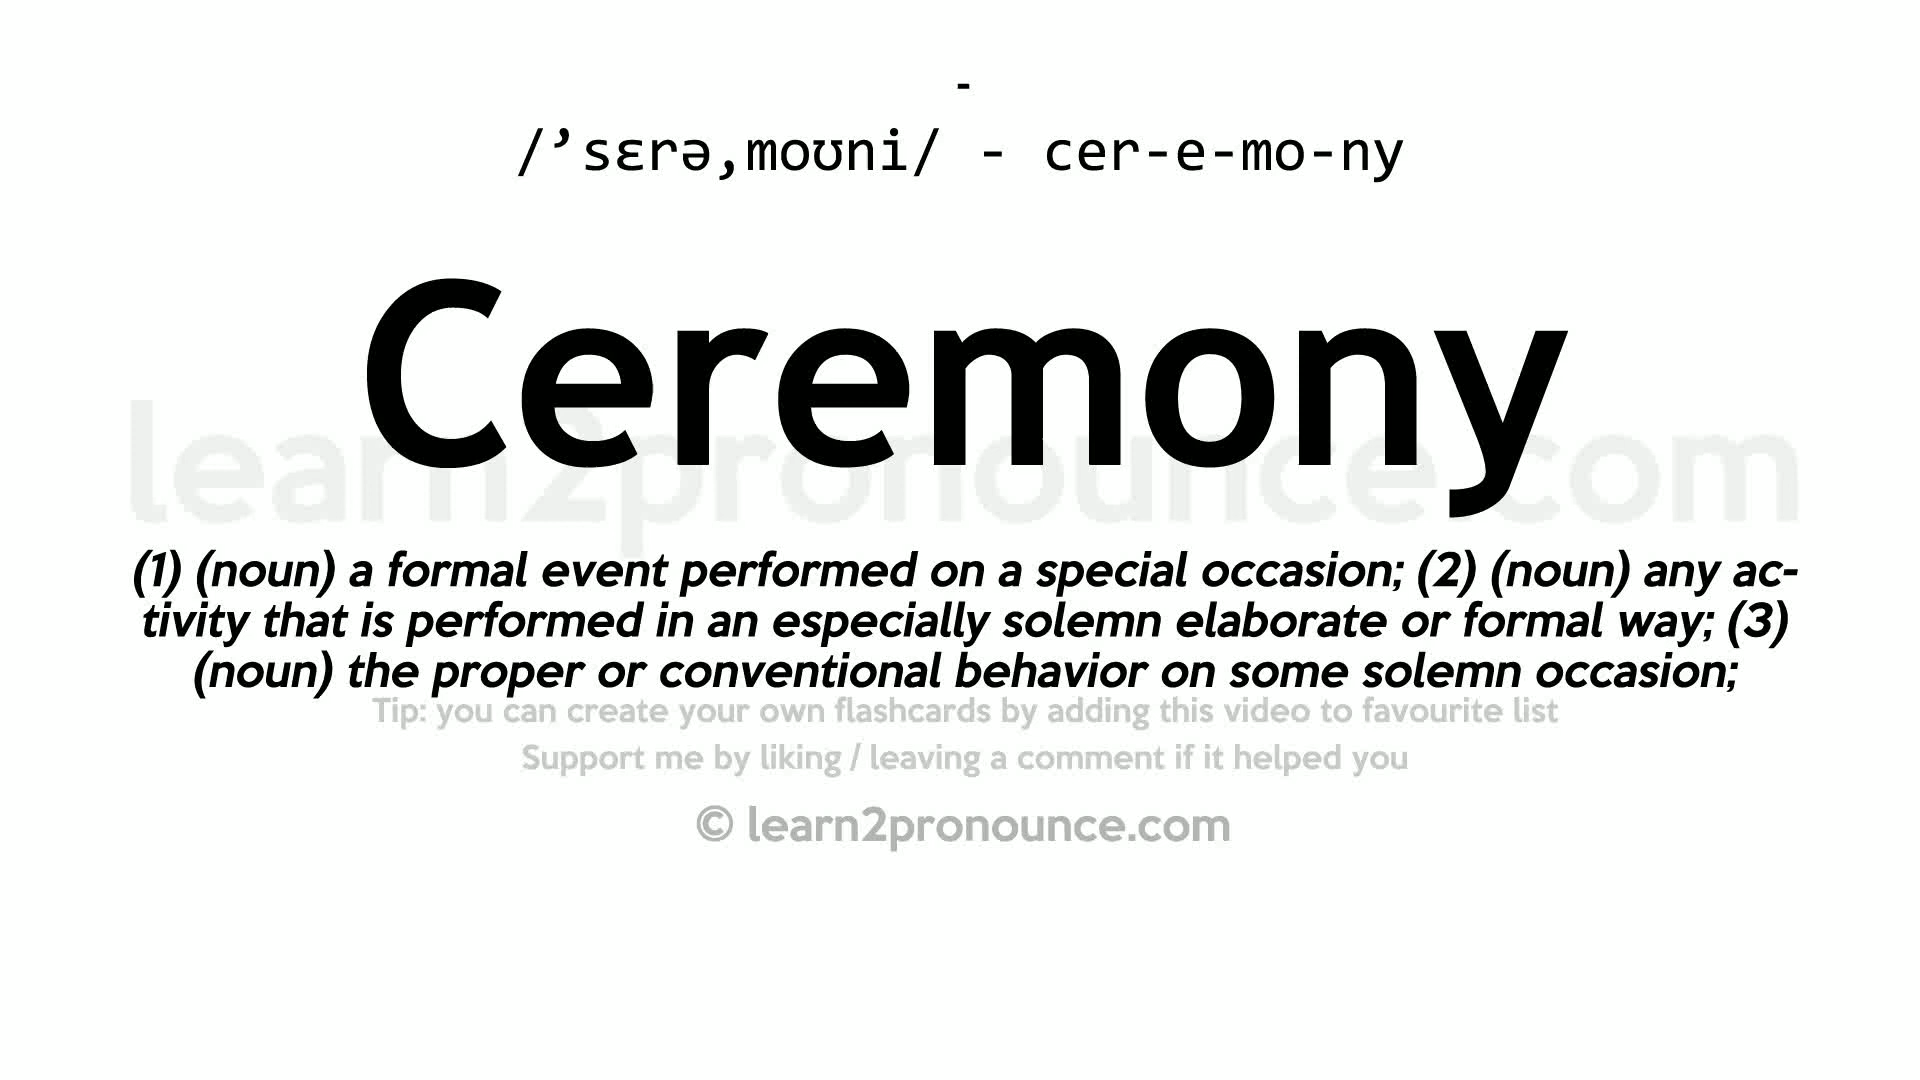 -
/’sɛrə,moʊni/ - cer-e-mo-ny
Ceremony
learn2pronounce.com
(1) (noun) a formal event performed on a special occasion; (2) (noun) any ac-
tivity that is performed in an especially solemn elaborate or formal way; (3)
(noun) the proper or conventional behavior on some solemn occasion;
Tip: you can create your own flashcards by adding this video to favourite list
Support me by liking / leaving a comment if it helped you
© learn2pronounce.com